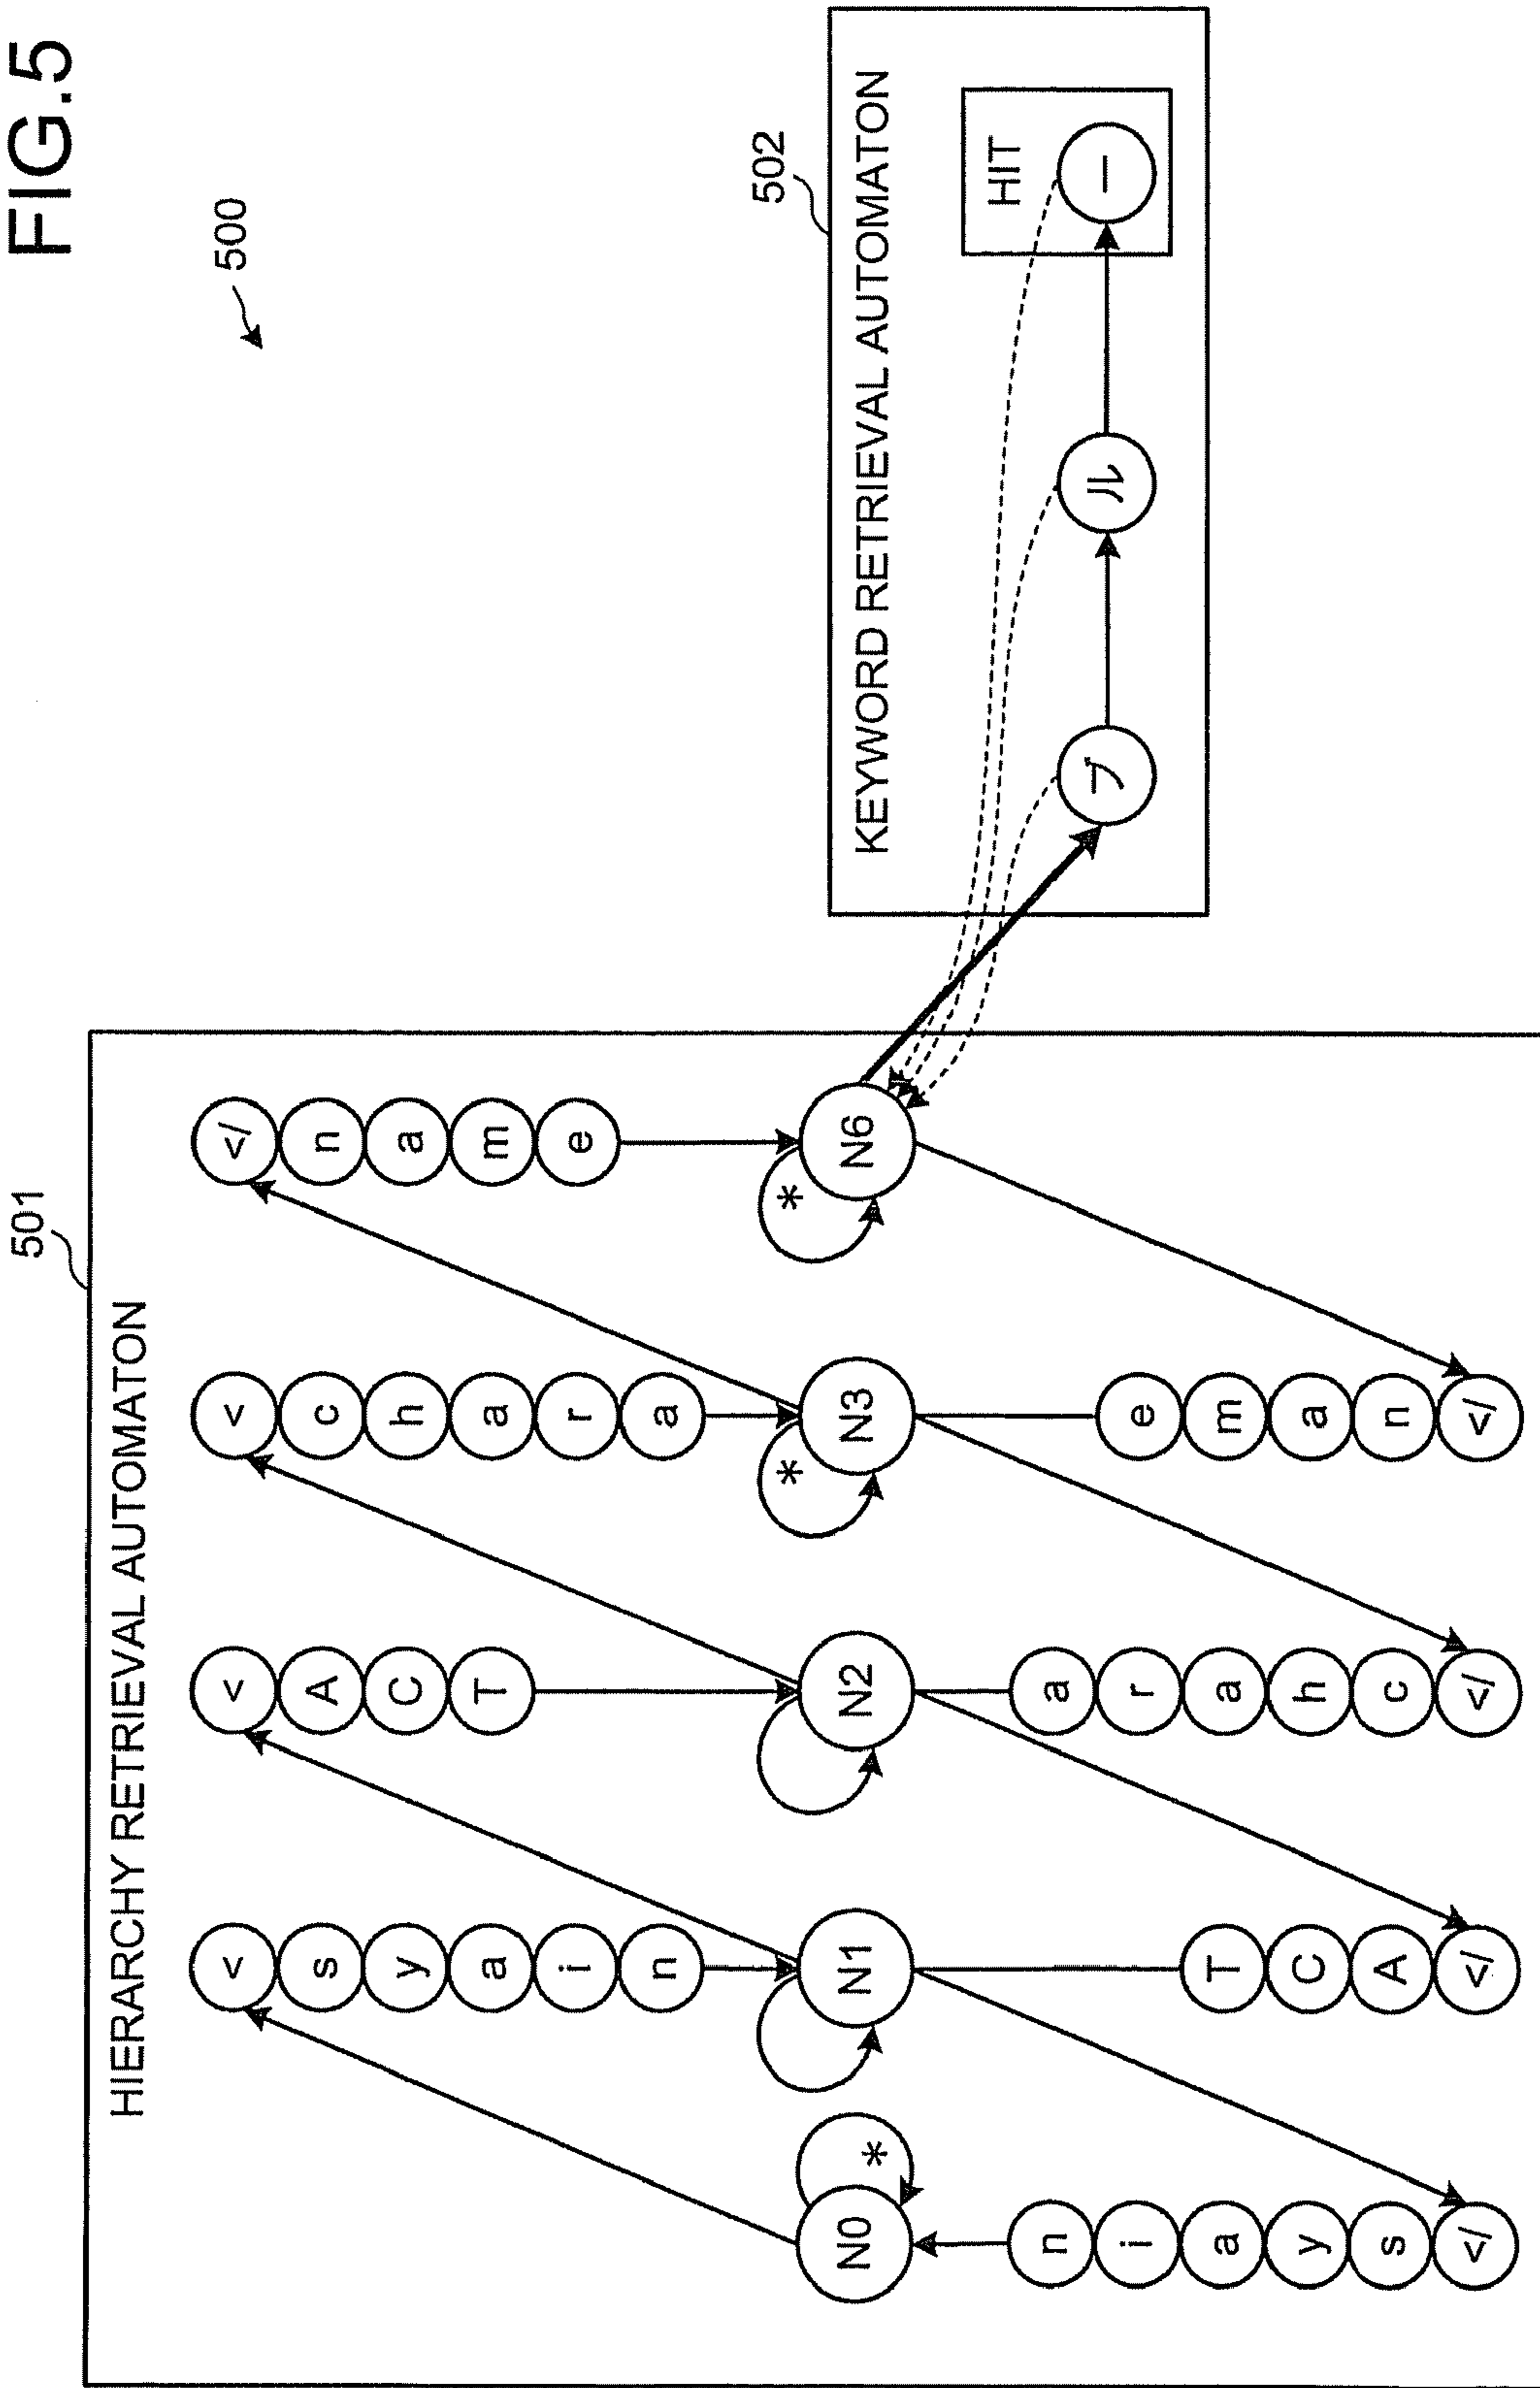 FIG.5
500
501
HIERARCHY RETRIEVAL AUTOMATON
< < < </
s A c n
y C h a
a T a m
i r e
n a
N0 * N1 N2 N3 * N6 *
n T a e
i C r m
a A a a
y </ h n
s c </
</ </
502
KEYWORD RETRIEVAL AUTOMATON
HIT
ブ ル ー